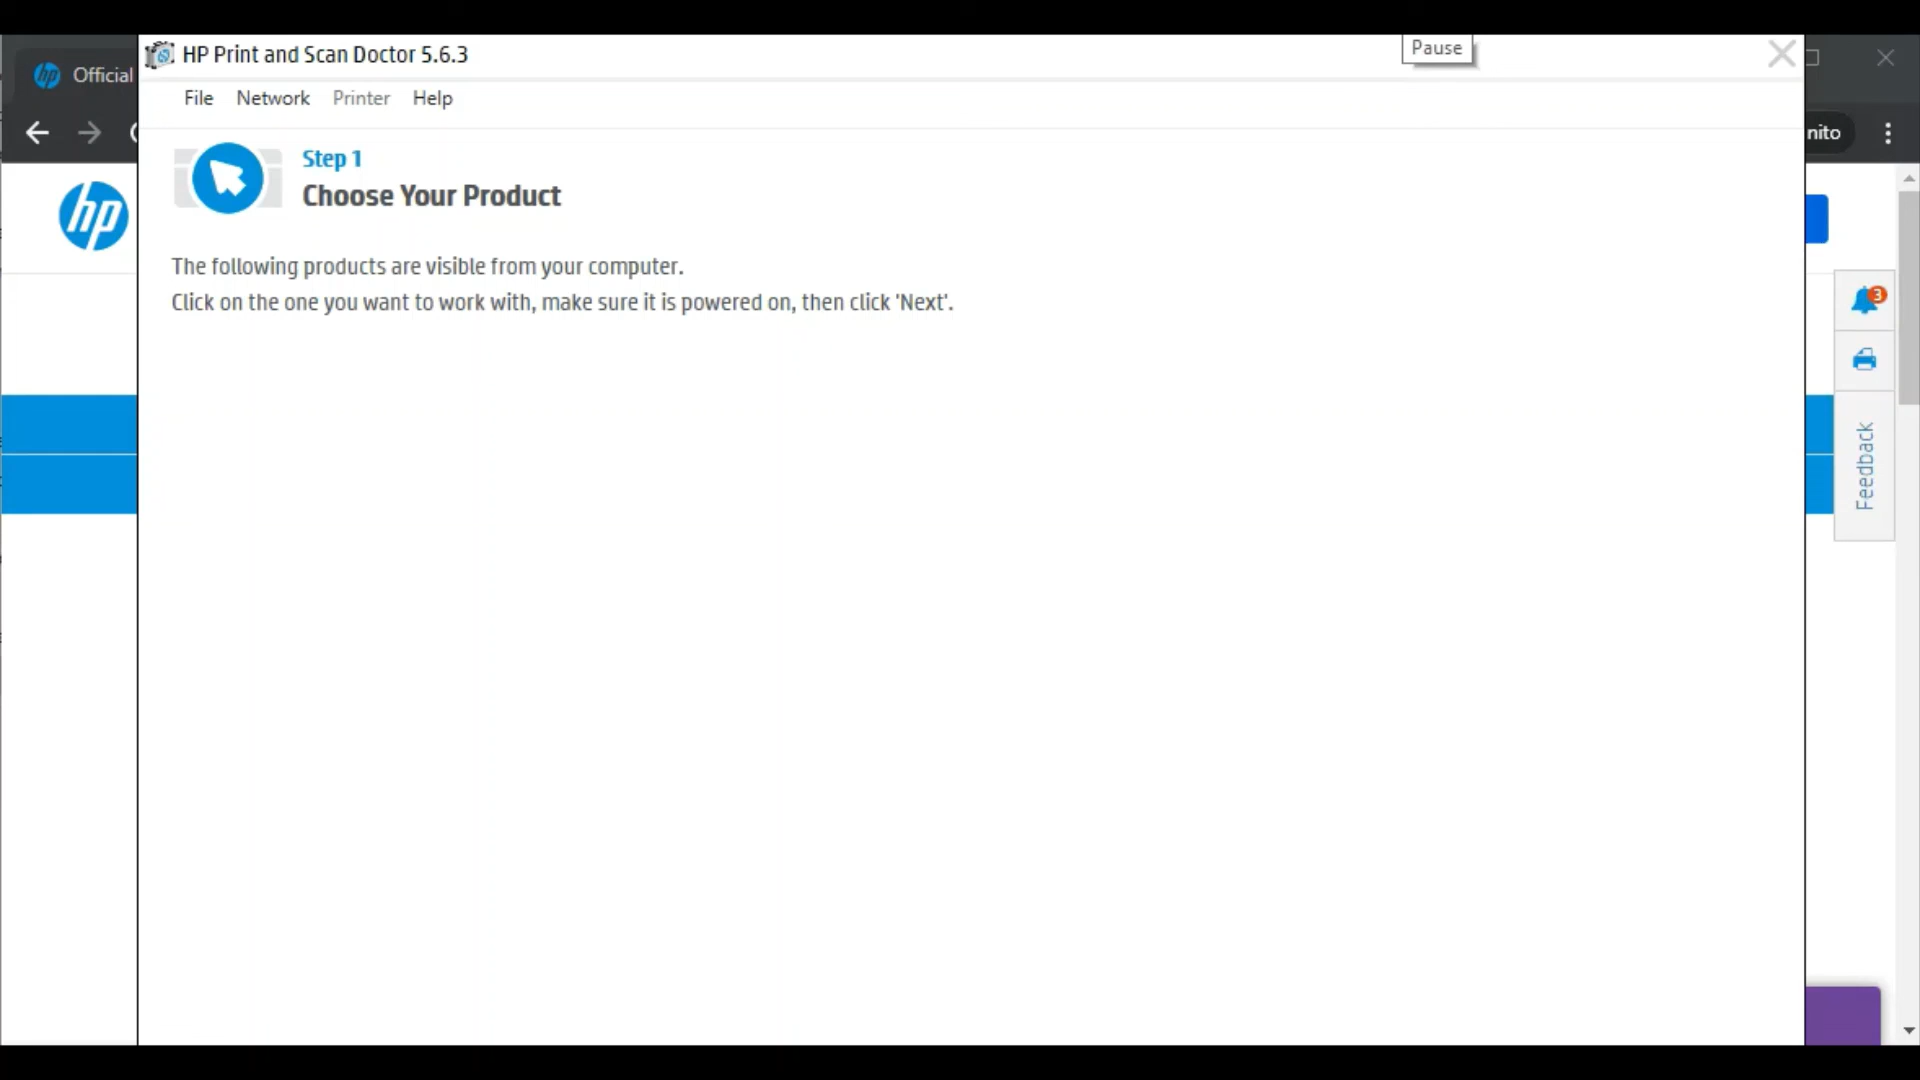 HP Print and Scan Doctor 5.6.3
Pause
Official
File Network Printer Help
nito
Step 1
Choose Your Product
hp
The following products are visible from your computer.
Click on the one you want to work with, make sure it is powered on, then click 'Next'.
3
Feedback